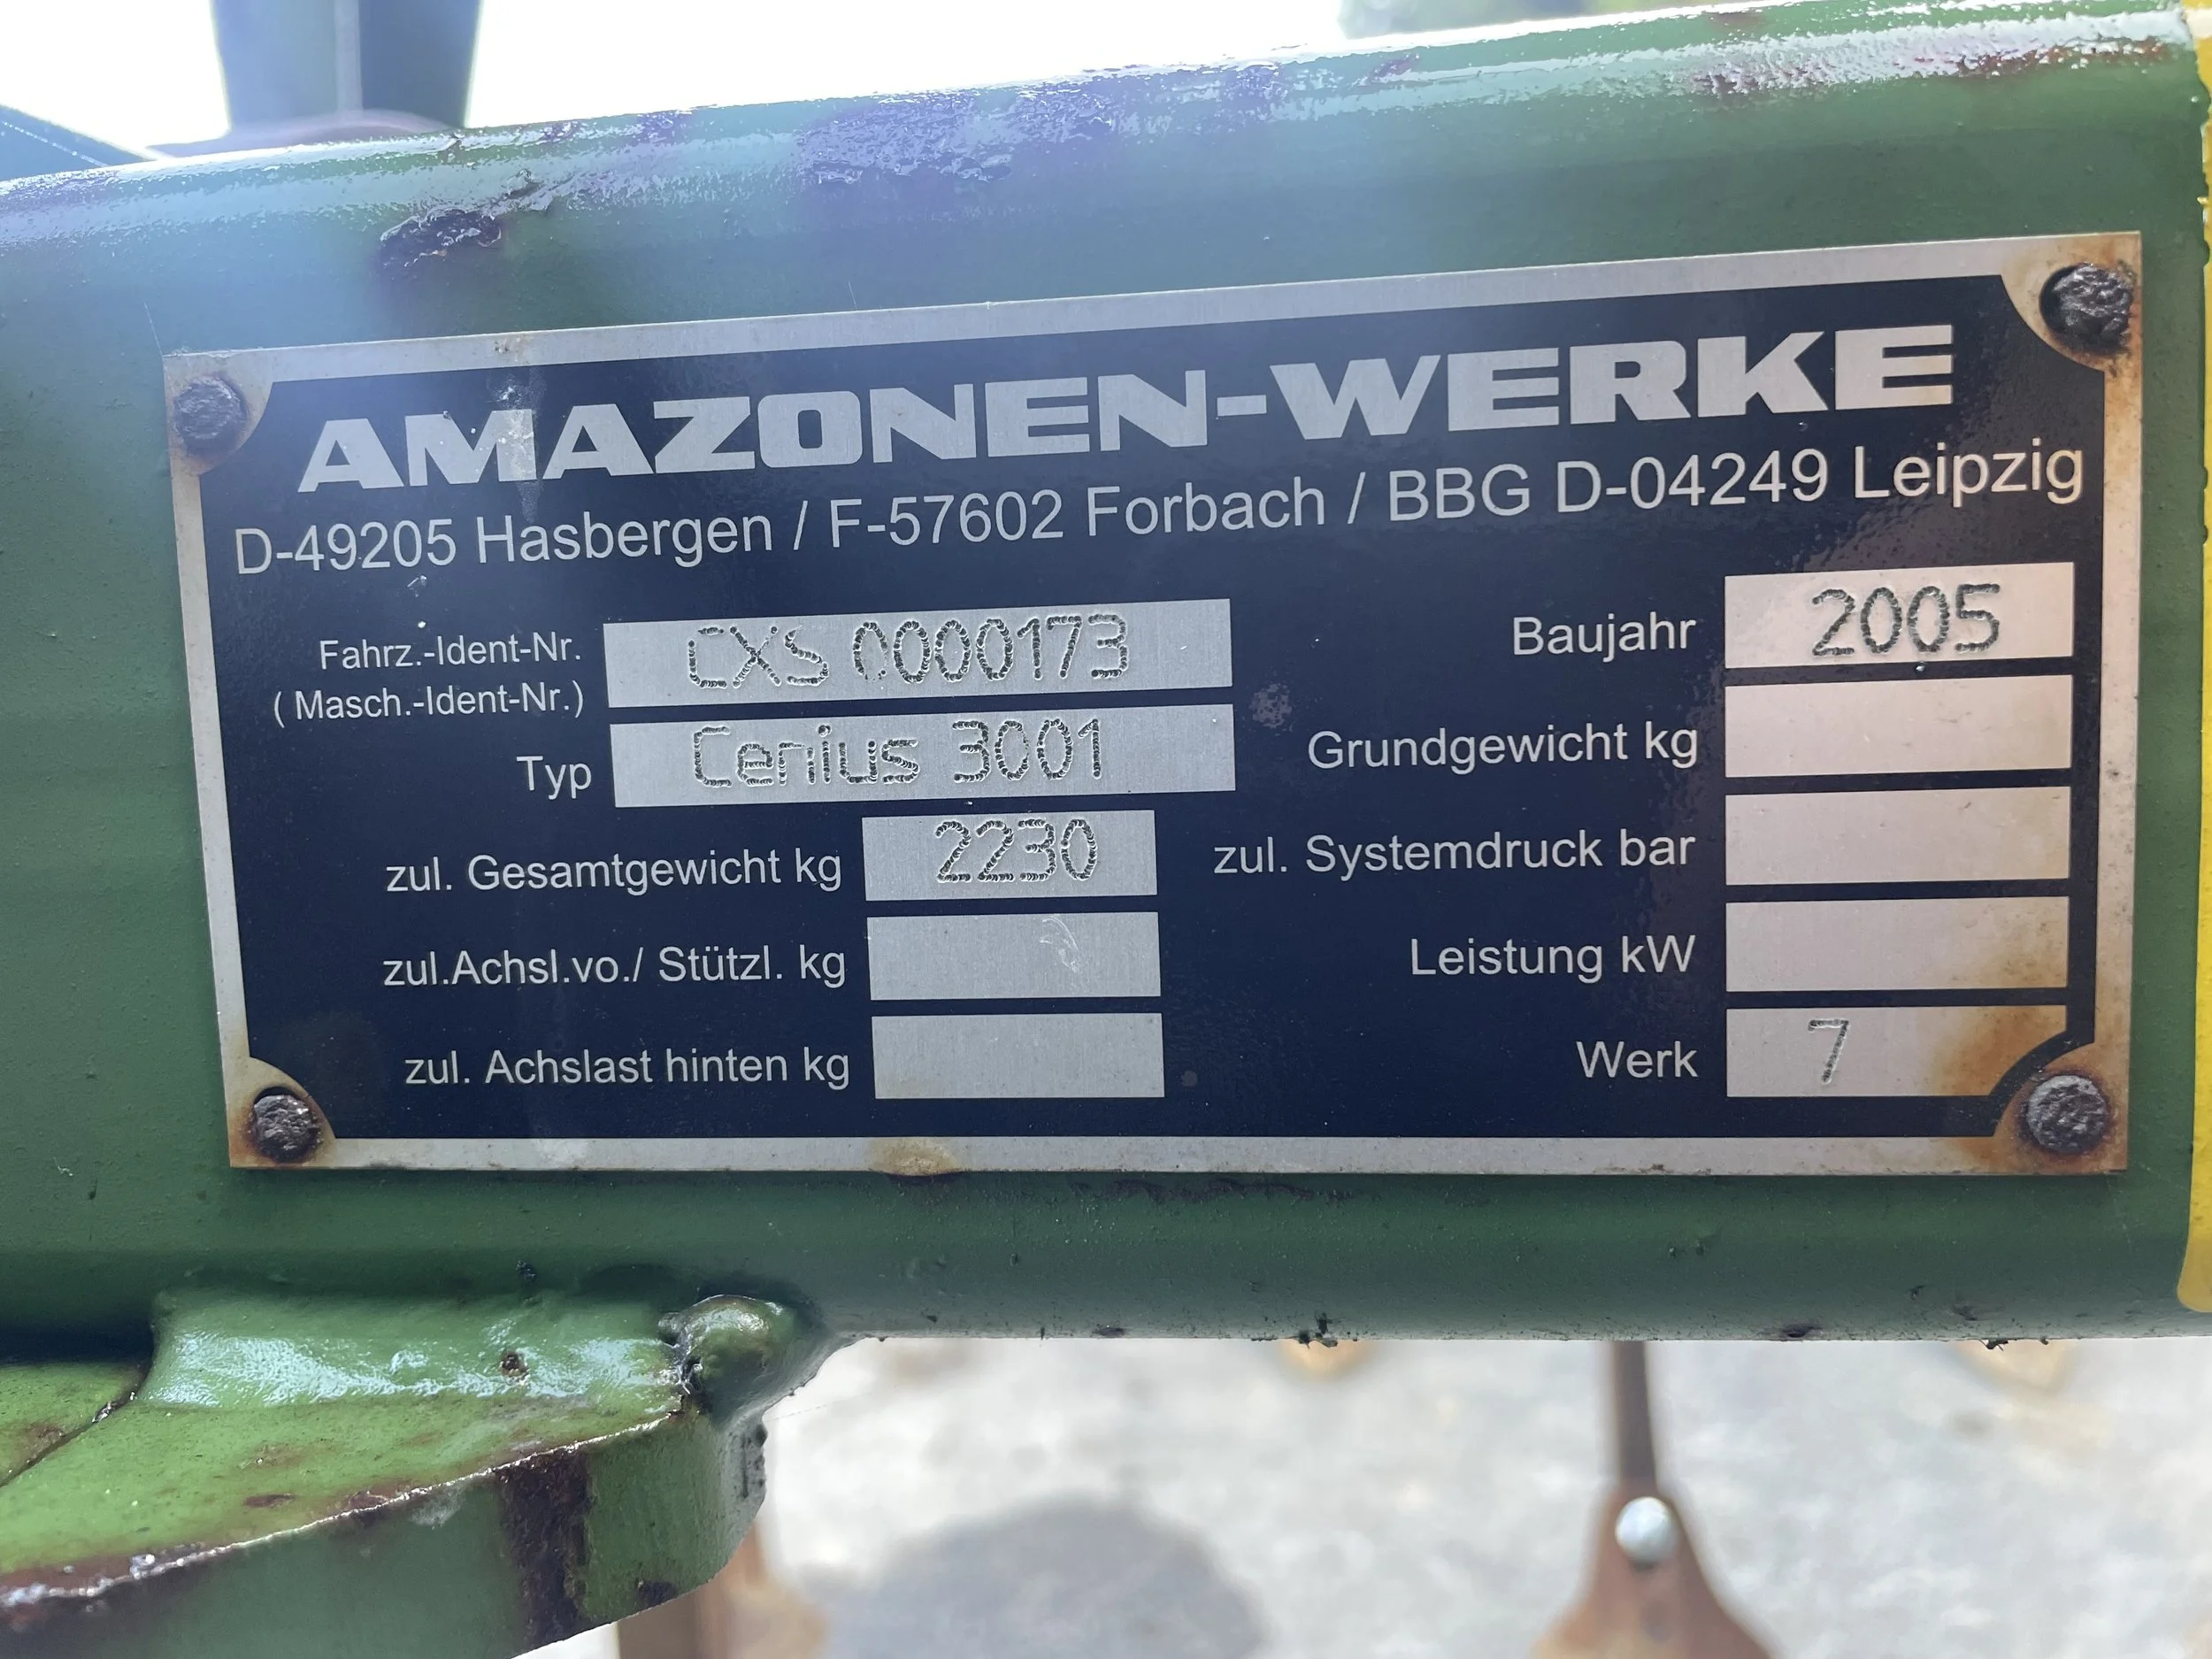 AMAZONEN-WERKE
D-49205 Hasbergen / F-57602 Forbach / BBG D-04249 Leipzig
Fahrz.-Ident-Nr. CXS 0000173
( Masch.-Ident-Nr.)
Typ Cenius 3001
zul. Gesamtgewicht kg 2230
zul.Achsl.vo./ Stützl. kg
zul. Achslast hinten kg
Baujahr 2005
Grundgewicht kg
zul. Systemdruck bar
Leistung kW
Werk 7